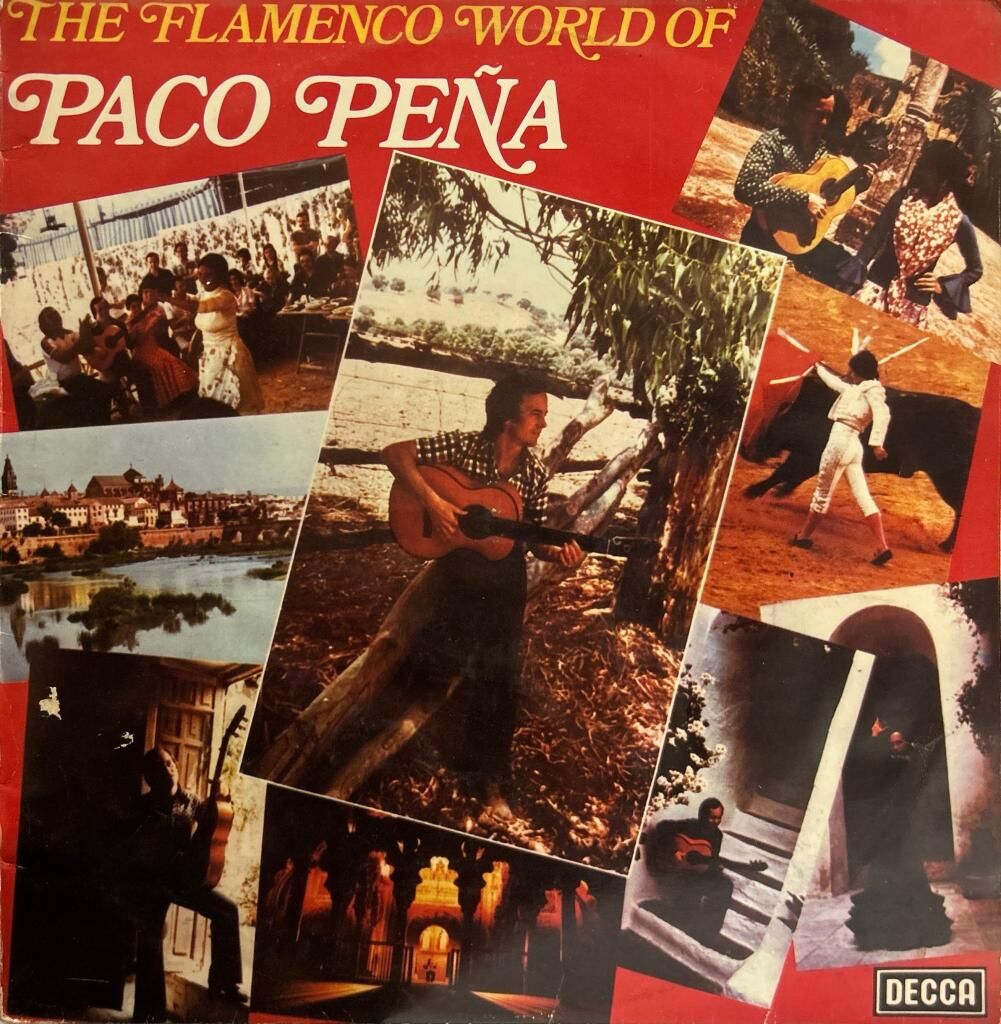 THE FLAMENCO WORLD OF
PACO PEÑA
DECCA